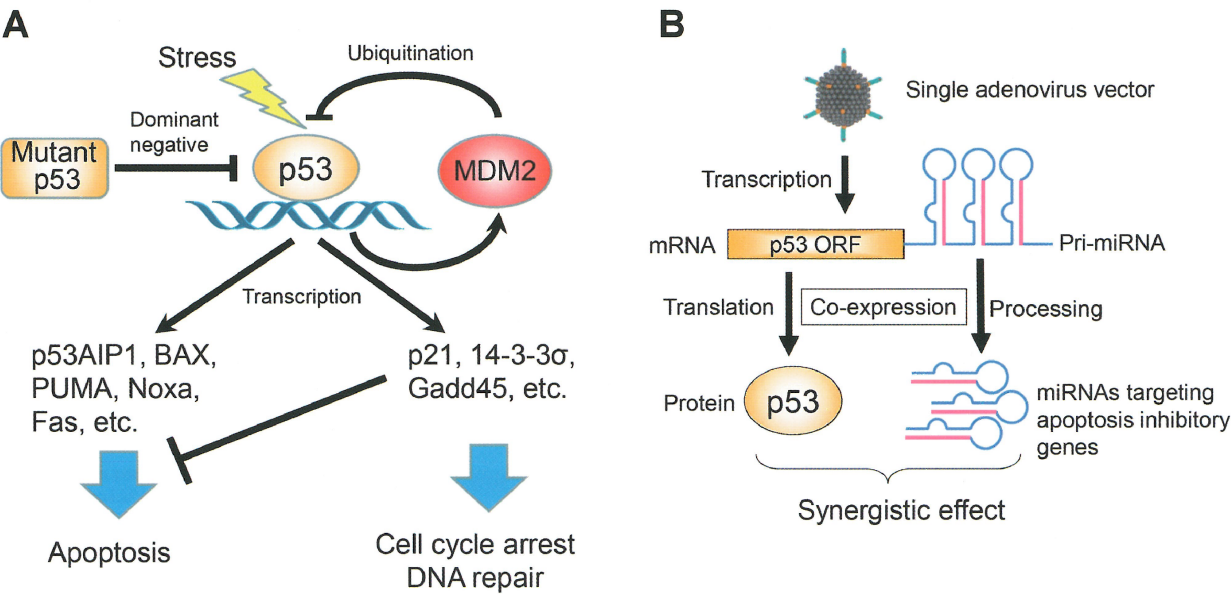 A
Stress
Ubiquitination
Dominant
negative
Mutant
p53
p53
MDM2
Transcription
p53AIP1, BAX,
PUMA, Noxa,
Fas, etc.
p21, 14-3-3σ,
Gadd45, etc.
Apoptosis
Cell cycle arrest
DNA repair
B
Single adenovirus vector
Transcription
mRNA
p53 ORF
Pri-miRNA
Translation
Co-expression
Processing
Protein
p53
miRNAs targeting
apoptosis inhibitory
genes
Synergistic effect